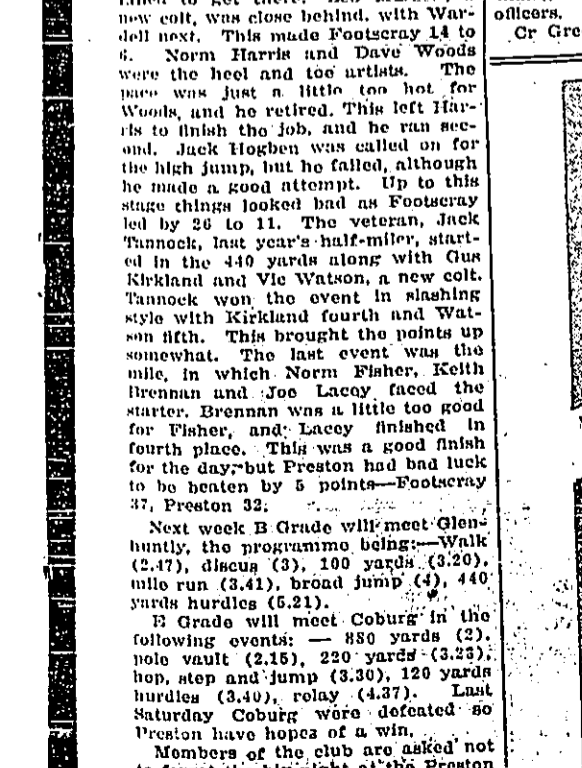 new colt, was close behind, with War-
dell next. This made Footscray 14 to
6. Norm Harris and Dave Woods
were the heel and toe artists. The
pace was just a little too hot for
Woods, and he retired. This left Har-
ris to finish the job, and he ran sec-
ond. Jack Hogben was called on for
the high jump, but he failed, although
he made a good attempt. Up to this
stage things looked bad as Footscray
led by 26 to 11. The veteran, Jack
Tannock, last year's half-miler, start-
ed in the 440 yards along with Gus
Kirkland and Vic Watson, a new colt.
Tannock won the event in slashing
style with Kirkland fourth and Wat-
son fifth. This brought the points up
somewhat. The last event was the
mile, in which Norm Fisher, Keith
Brennan and Joe Lacey faced the
starter. Brennan was a little too good
for Fisher, and Lacey finished in
fourth place. This was a good finish
for the day, but Preston had bad luck
to be beaten by 5 points—Footscray
37, Preston 32.
Next week B Grade will meet Glen-
huntly, the programme being:—Walk
(2.47), discus (3), 100 yards (3.20),
mile run (3.41), broad jump (4), 440
yards hurdles (5.21).
E Grade will meet Coburg in the
following events: — 880 yards (2),
pole vault (2.15), 220 yards (3.23),
hop, step and jump (3.30), 120 yards
hurdles (3.40), relay (4.37). Last
Saturday Coburg were defeated so
Preston have hopes of a win.
Members of the club are asked not
at the Preston
officers.
Cr Gre